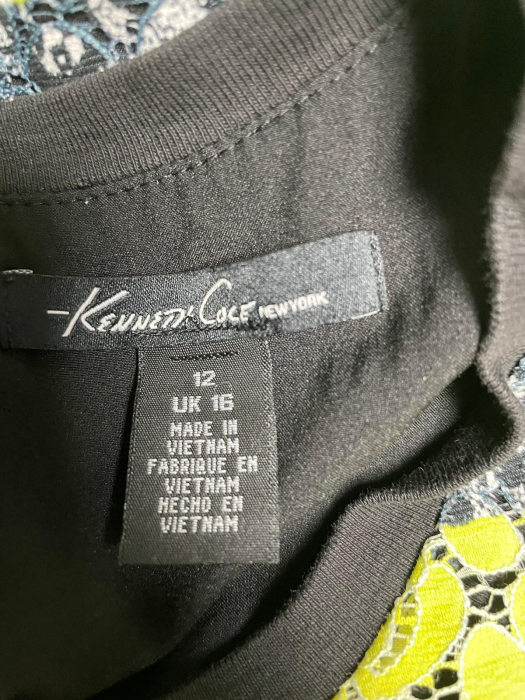 Kenneth Cole NEW YORK
12
UK 16
MADE IN
VIETNAM
FABRIQUE EN
VIETNAM
HECHO EN
VIETNAM